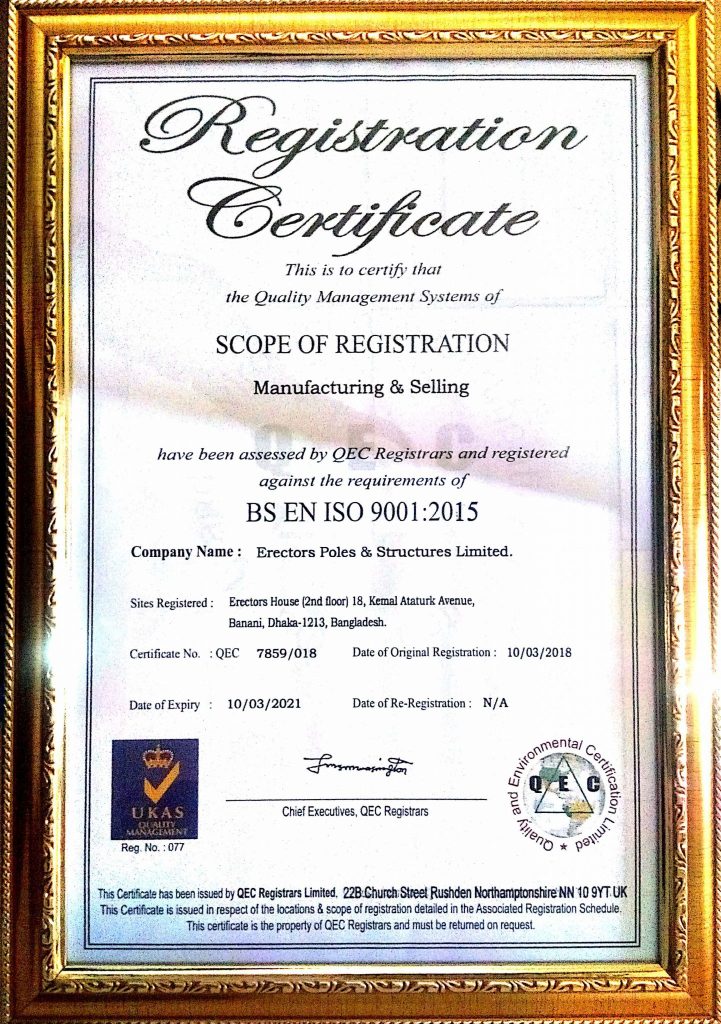 Registration
Certificate
This is to certify that
the Quality Management Systems of
SCOPE OF REGISTRATION
Manufacturing & Selling
QEC
have been assessed by QEC Registrars and registered
against the requirements of
BS EN ISO 9001:2015
Company Name : Erectors Poles & Structures Limited.
Sites Registered : Erectors House (2nd floor) 18, Kemal Ataturk Avenue,
Banani, Dhaka-1213, Bangladesh.
Certificate No. : QEC 7859/018 Date of Original Registration : 10/03/2018
Date of Expiry : 10/03/2021 Date of Re-Registration : N/A
UKAS
QUALITY
MANAGEMENT
Reg. No. : 077
Chief Executives, QEC Registrars
Quality and Environmental Certification Limited ★
QEC
This Certificate has been issued by QEC Registrars Limited. 22B Church Street Rushden Northamptonshire NN 10 9YT UK
This Certificate is issued in respect of the locations & scope of registration detailed in the Associated Registration Schedule.
This certificate is the property of QEC Registrars and must be returned on request.